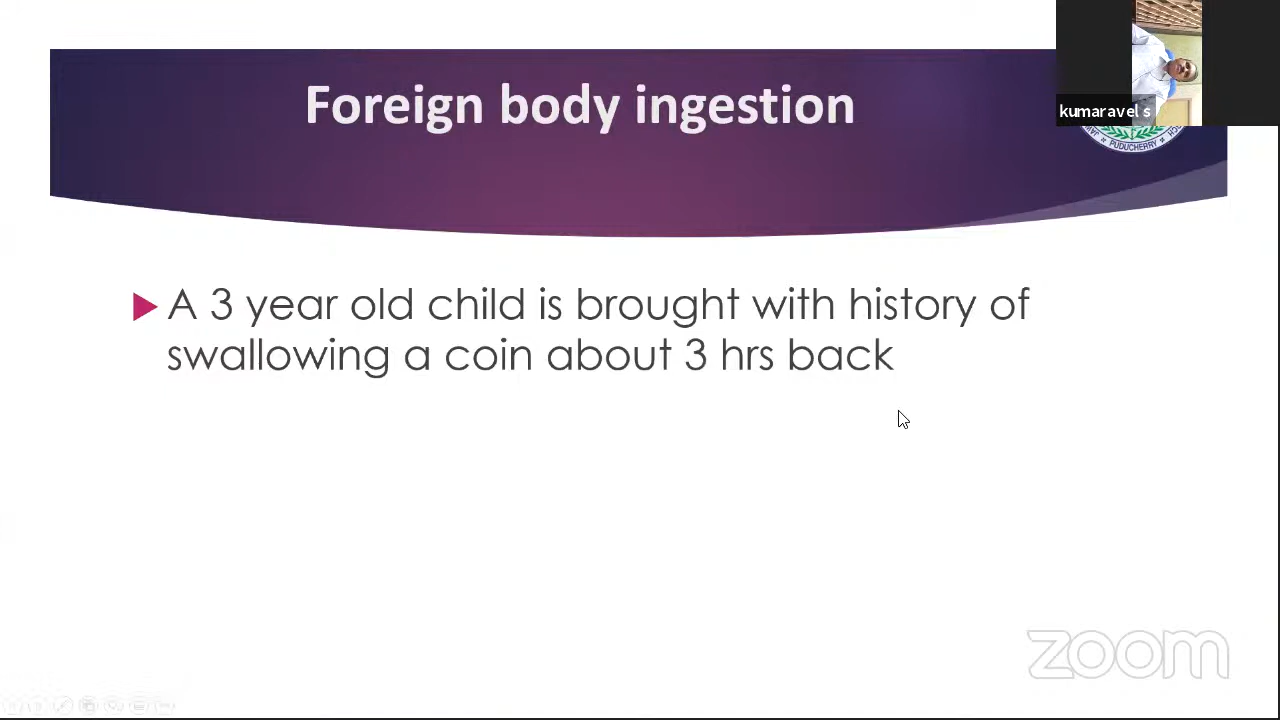 Foreign body ingestion
kumaravel s
PUDUCHERRY
A 3 year old child is brought with history of
swallowing a coin about 3 hrs back
zoom